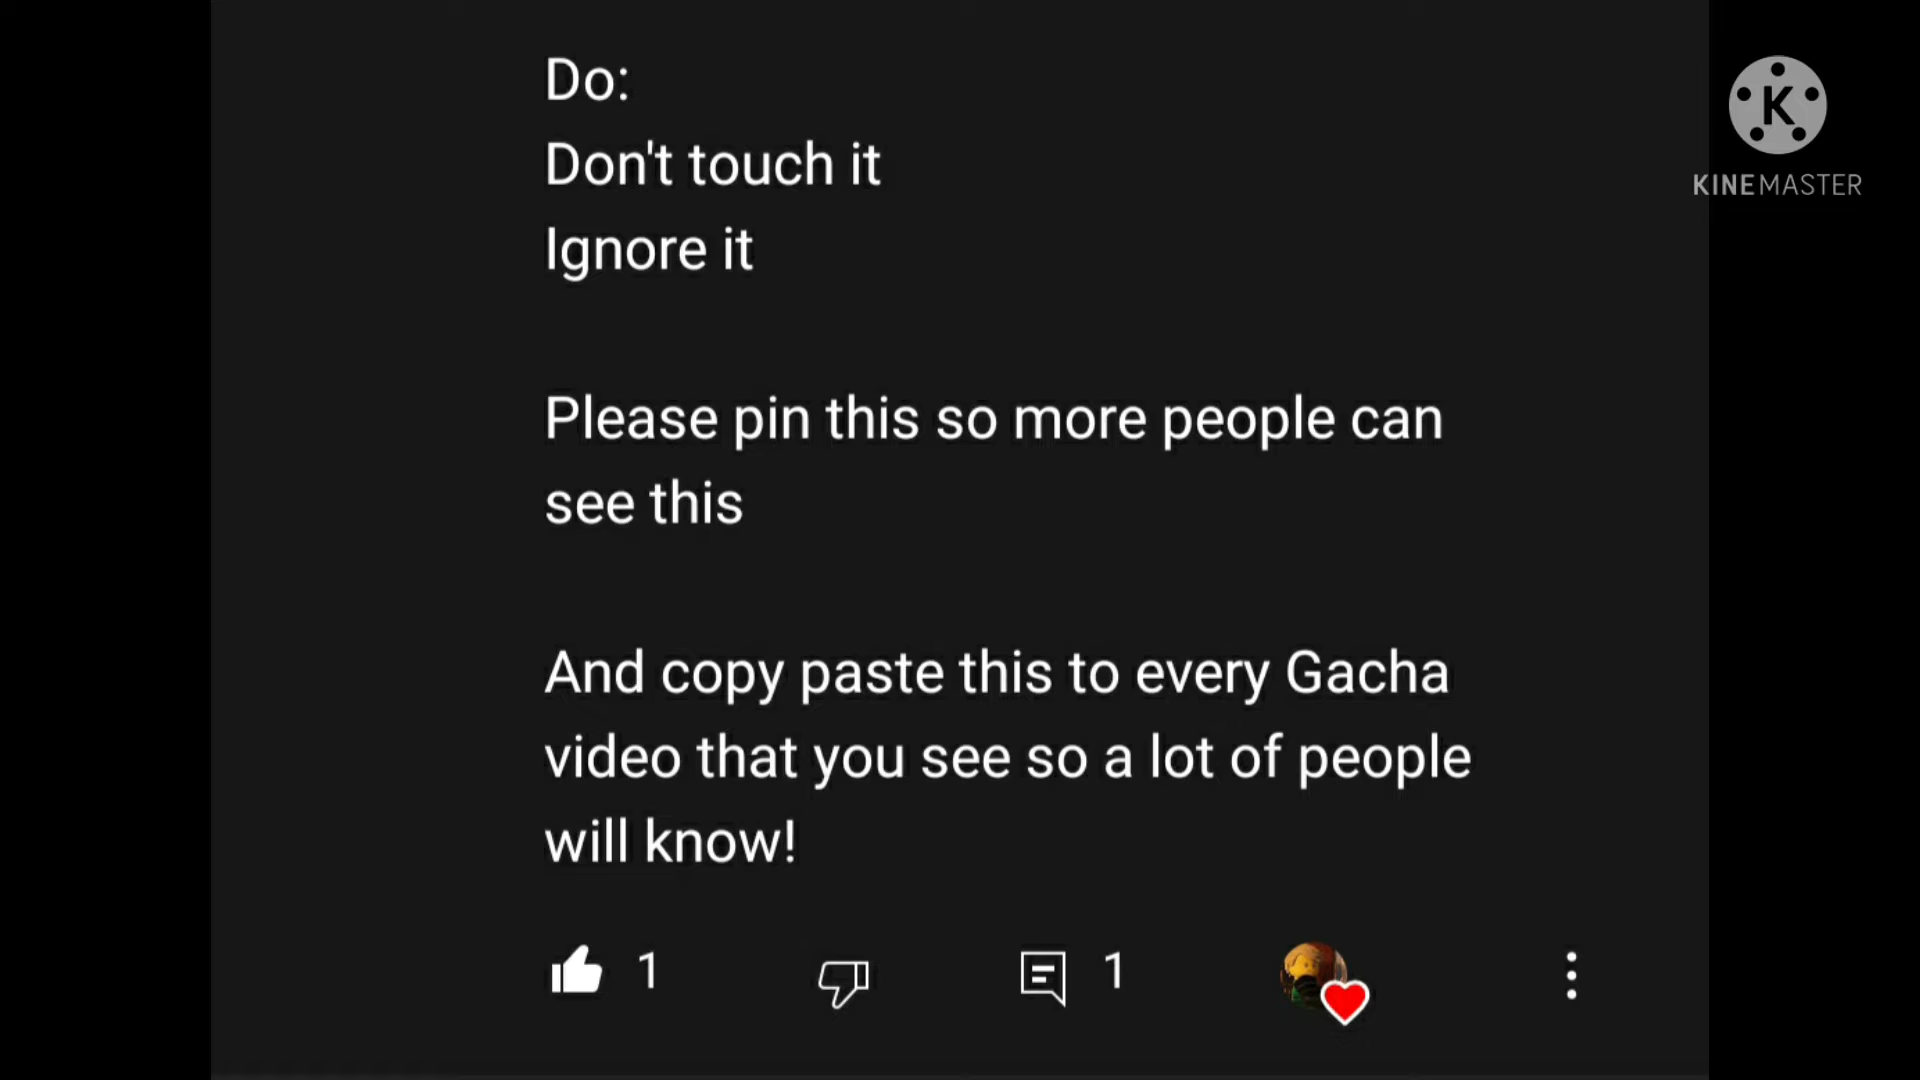 Do:
Don't touch it
Ignore it
Please pin this so more people can
see this
And copy paste this to every Gacha
video that you see so a lot of people
will know!
1
1
K
KINEMASTER